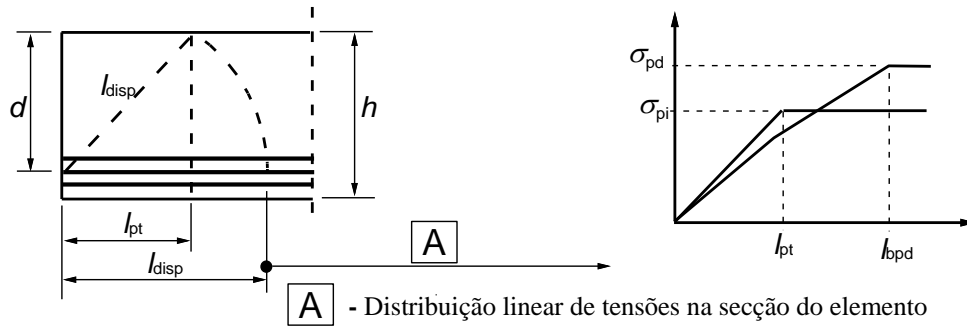 d
l_disp
h
l_pt
l_disp
A
A - Distribuição linear de tensões na secção do elemento
σ_pd
σ_pi
l_pt
l_bpd